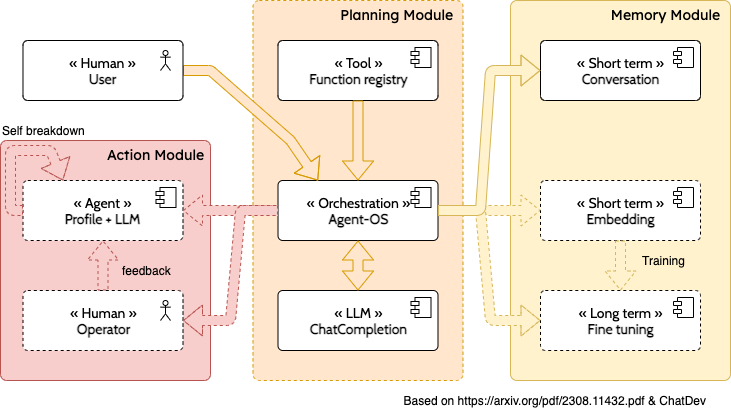 Planning Module
Memory Module
« Human »
User
« Tool »
Function registry
« Short term »
Conversation
Self breakdown
Action Module
« Agent »
Profile + LLM
« Orchestration »
Agent-OS
« Short term »
Embedding
feedback
Training
« Human »
Operator
« LLM »
ChatCompletion
« Long term »
Fine tuning
Based on https://arxiv.org/pdf/2308.11432.pdf & ChatDev